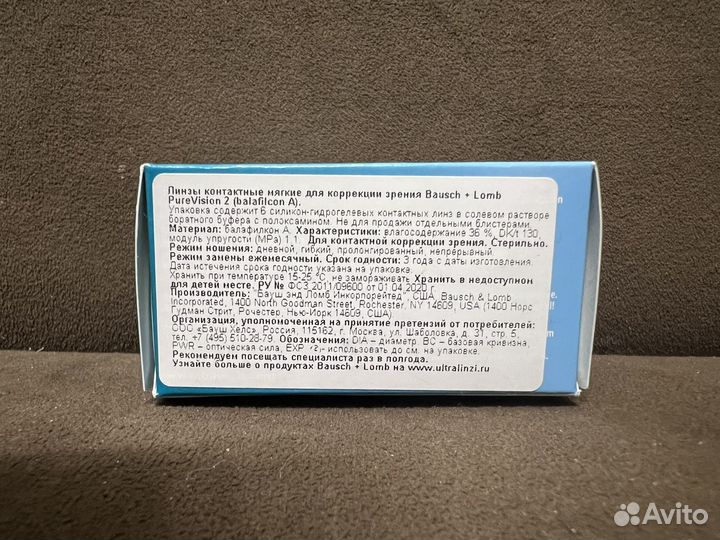 Линзы контактные мягкие для коррекции зрения Bausch + Lomb
PureVision 2 (balafilcon A).
Упаковка содержит 6 силикон-гидрогелевых контактных линз в солевом растворе
боратного буфера с полоксамином. Не для продажи отдельными блистерами.
Материал: балафилкон А. Характеристики: влагосодержание 36 %, DK/t 130,
модуль упругости (MPa) 1.1. Для контактной коррекции зрения. Стерильно.
Режим ношения: дневной, гибкий, пролонгированный, непрерывный.
Режим замены ежемесячный. Срок годности: 3 года с даты изготовления.
Дата истечения срока годности указана на упаковке.
Хранить при температуре 15-25 °C, не замораживать Хранить в недоступном
для детей месте. РУ № ФСЗ 2011/09600 от 01.04.2020 г.
Производитель: "Бауш энд Ломб Инкорпорейтед", США, Bausch & Lomb
Incorporated, 1400 North Goodman Street, Rochester, NY 14609, USA (1400 Норс
Гудман Стрит, Рочестер, Нью-Йорк 14609, США).
Организация, уполномоченная на принятие претензий от потребителей:
ООО «Бауш Хелс», Россия, 115162, г. Москва, ул. Шаболовка, д. 31, стр. 5,
тел. +7 (495) 510-28-79. Обозначения: DIA – диаметр, BC – базовая кривизна,
PWR – оптическая сила, EXP – использовать до см. на упаковке.
Рекомендуем посещать специалиста раз в полгода.
Узнайте больше о продуктах Bausch + Lomb на www.ultralinzi.ru
Avito